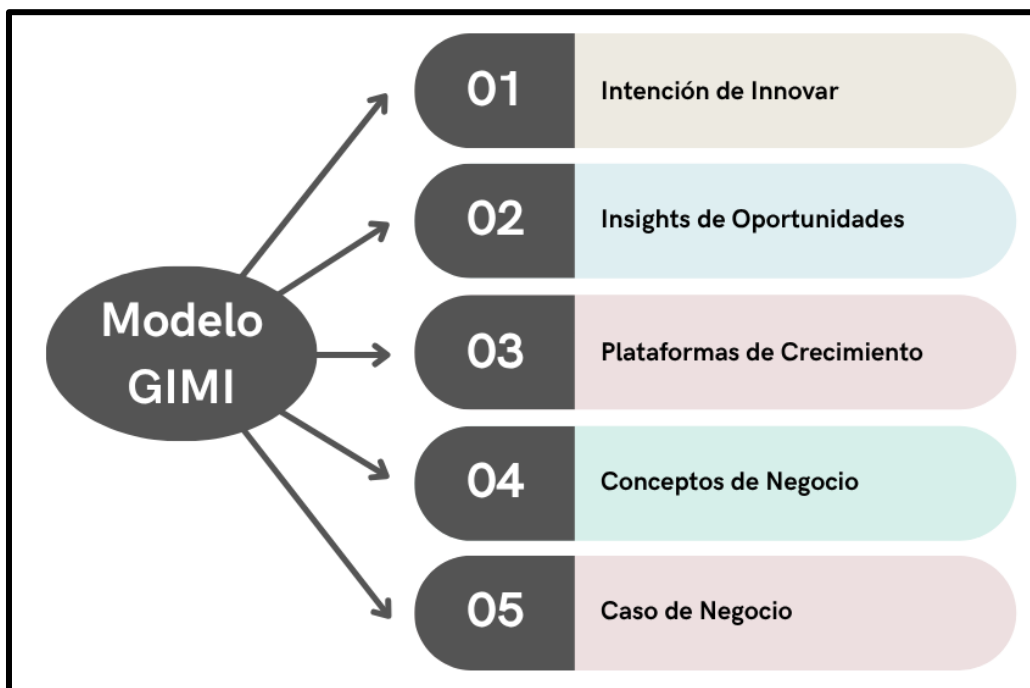 Modelo
GIMI
01
Intención de Innovar
02
Insights de Oportunidades
03
Plataformas de Crecimiento
04
Conceptos de Negocio
05
Caso de Negocio